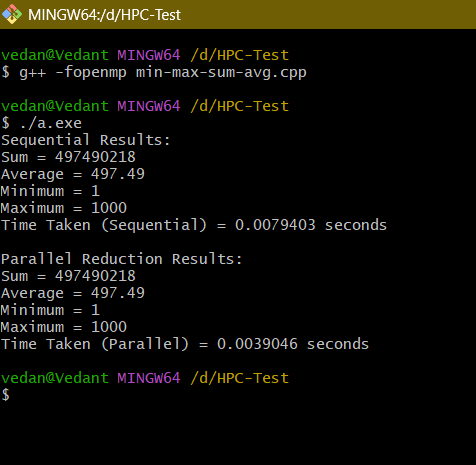 MINGW64:/d/HPC-Test
vedan@Vedant MINGW64 /d/HPC-Test
$ g++ -fopenmp min-max-sum-avg.cpp
vedan@Vedant MINGW64 /d/HPC-Test
$ ./a.exe
Sequential Results:
Sum = 497490218
Average = 497.49
Minimum = 1
Maximum = 1000
Time Taken (Sequential) = 0.0079403 seconds
Parallel Reduction Results:
Sum = 497490218
Average = 497.49
Minimum = 1
Maximum = 1000
Time Taken (Parallel) = 0.0039046 seconds
vedan@Vedant MINGW64 /d/HPC-Test
$